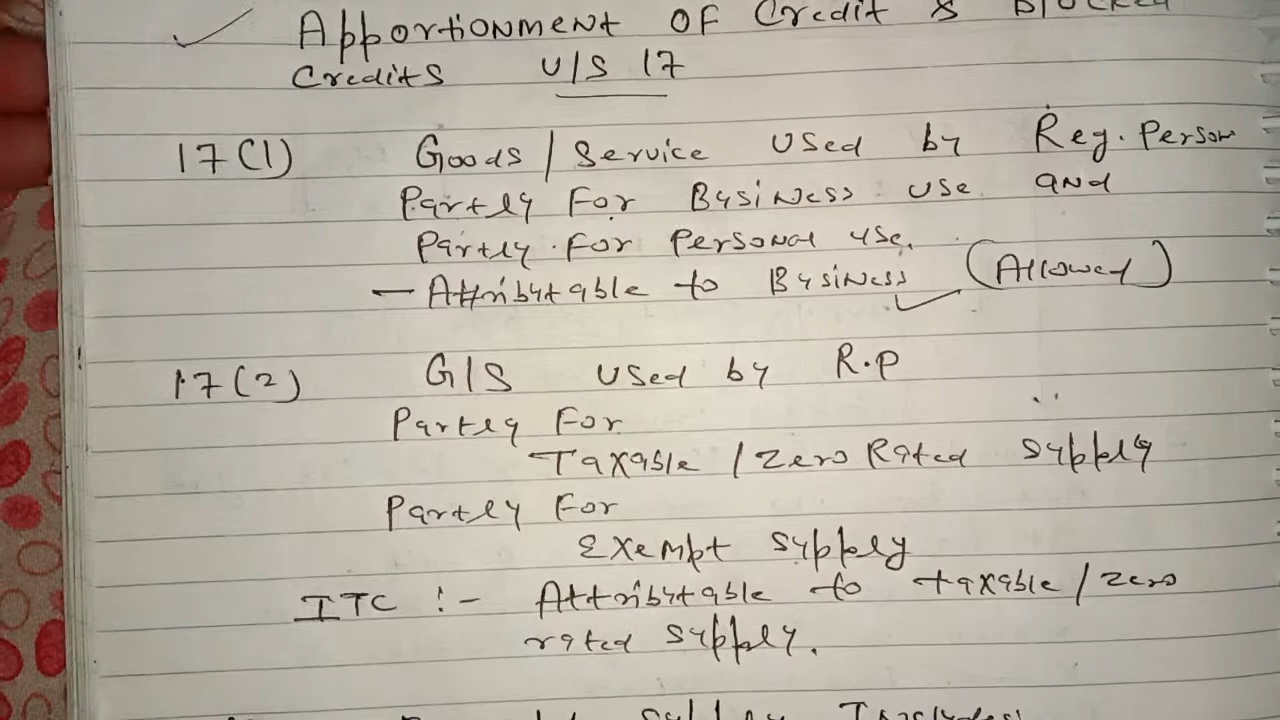 Apportionment OF Credit & Blocked
Credits U/S 17
17(1) Goods / Service Used by Reg. Person
Partly For Business use and
Partly For Personal use.
— Attributable to Business (Allowed)
17(2) G/S Used by R.P
Partly For
Taxable / Zero Rated Supply
Partly For
Exempt Supply
ITC :- Attributable to taxable / zero
rated supply.
Includes